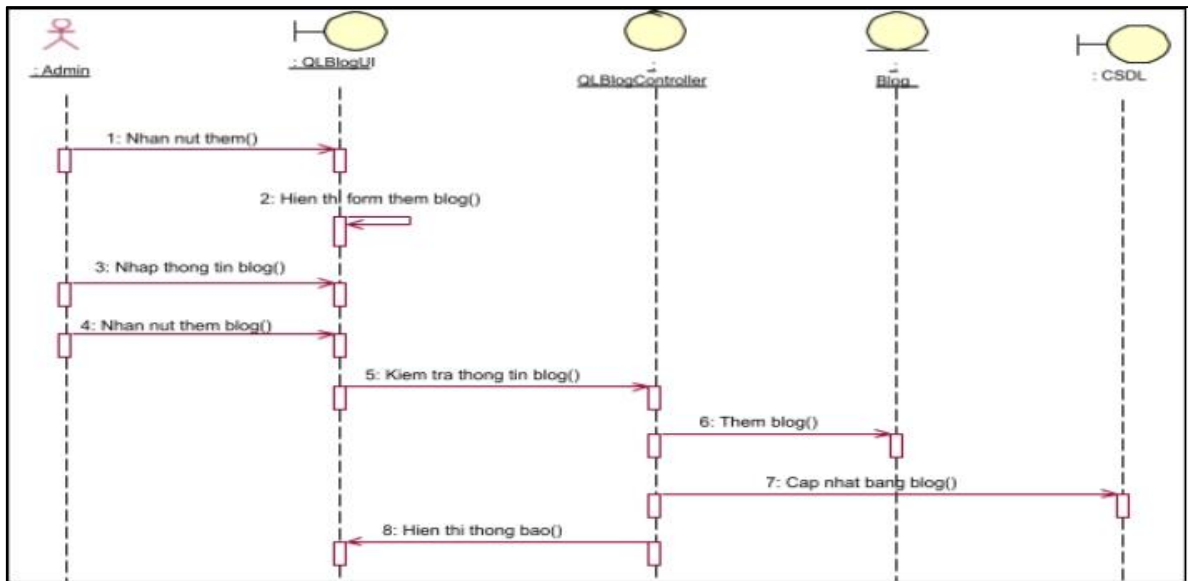 : Admin
: QLBlogUI
:
QLBlogController
:
Blog
: CSDL
1: Nhan nut them()
2: Hien thi form them blog()
3: Nhap thong tin blog()
4: Nhan nut them blog()
5: Kiem tra thong tin blog()
6: Them blog()
7: Cap nhat bang blog()
8: Hien thi thong bao()